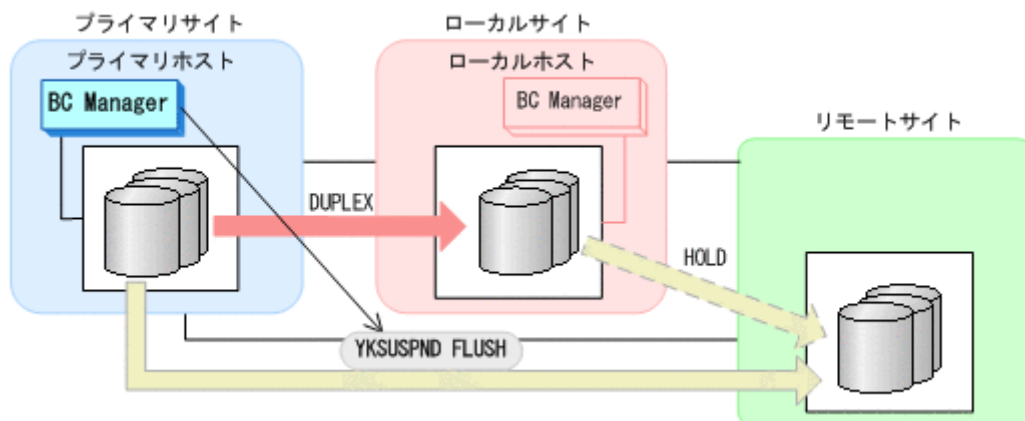 プライマリサイト
ローカルサイト
プライマリホスト
ローカルホスト
BC Manager
BC Manager
リモートサイト
DUPLEX
HOLD
YKSUSPND FLUSH